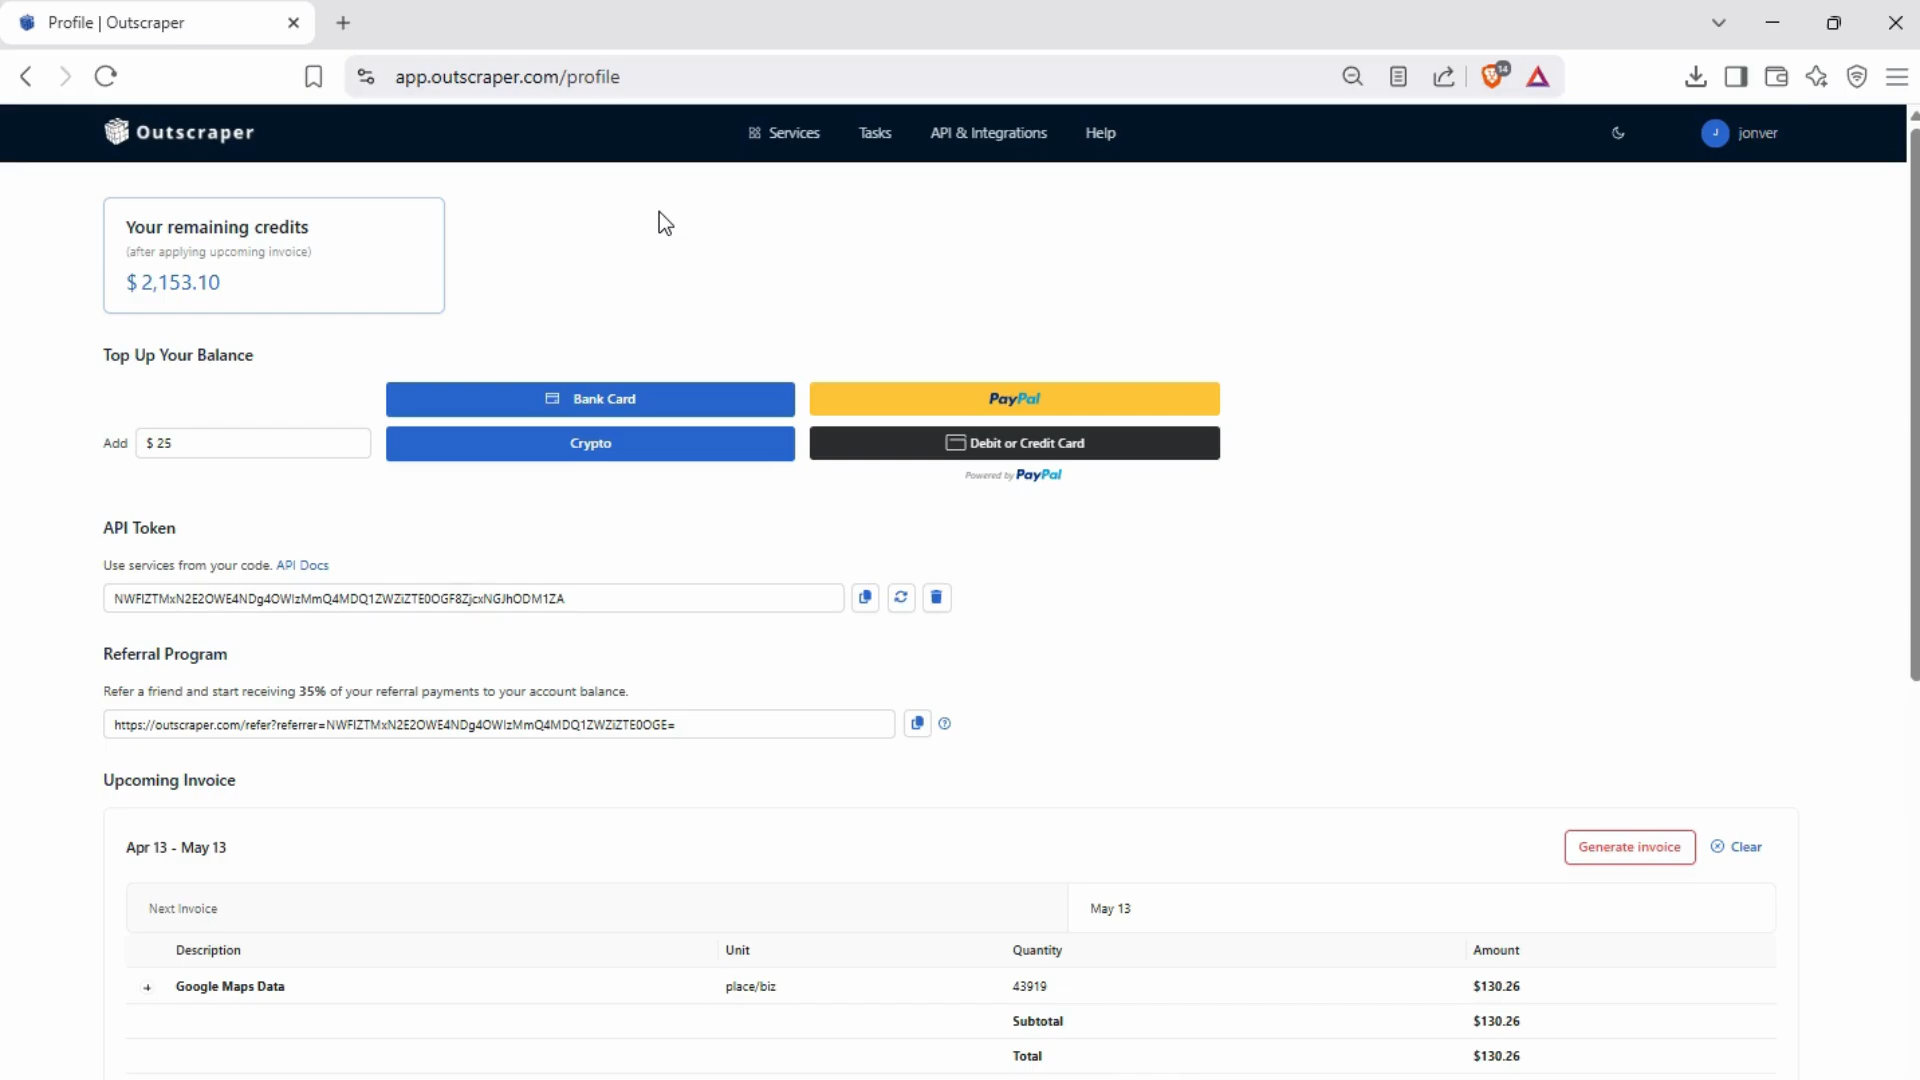 Profile | Outscraper
app.outscraper.com/profile
14
Outscraper
Services
Tasks
API & Integrations
Help
J
jonver
Your remaining credits
(after applying upcoming invoice)
$ 2,153.10
Top Up Your Balance
Bank Card
PayPal
Add
$ 25
Crypto
Debit or Credit Card
Powered by PayPal
API Token
Use services from your code. API Docs
NWFIZTMxN2E2OWE4NDg4OWIzMmQ4MDQ1ZWZiZTE0OGF8ZjcxNGJhODM1ZA
Referral Program
Refer a friend and start receiving 35% of your referral payments to your account balance.
https://outscraper.com/refer?referrer=NWFIZTMxN2E2OWE4NDg4OWIzMmQ4MDQ1ZWZiZTE0OGE=
Upcoming Invoice
Apr 13 - May 13
Generate invoice
Clear
Next Invoice
May 13
Description Unit Quantity Amount
+ Google Maps Data place/biz 43919 $130.26
Subtotal $130.26
Total $130.26